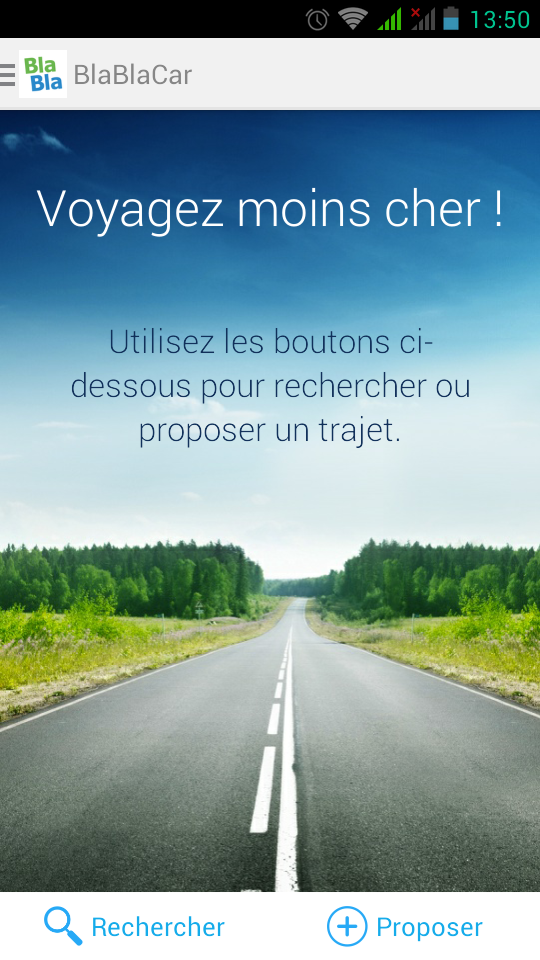 13:50
Bla
Bla
BlaBlaCar
Voyagez moins cher !
Utilisez les boutons ci-
dessous pour rechercher ou
proposer un trajet.
Rechercher
Proposer